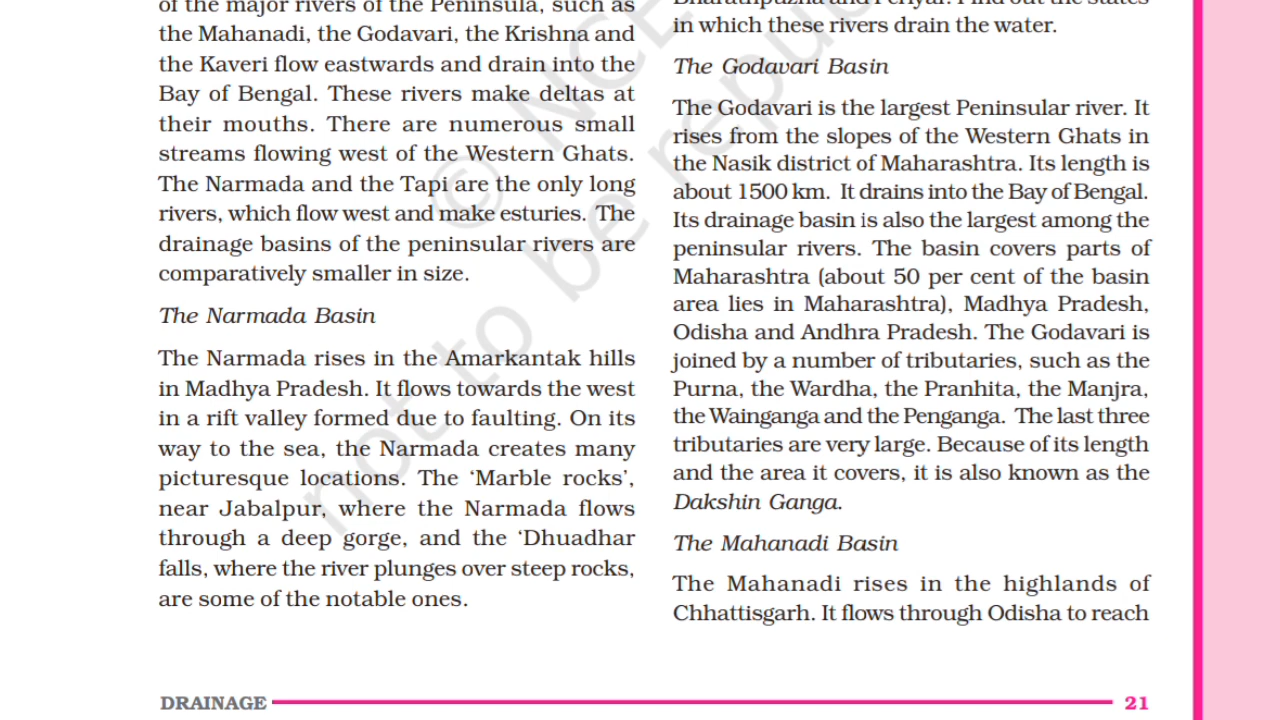 of the major rivers of the Peninsula, such as
the Mahanadi, the Godavari, the Krishna and
the Kaveri flow eastwards and drain into the
Bay of Bengal. These rivers make deltas at
their mouths. There are numerous small
streams flowing west of the Western Ghats.
The Narmada and the Tapi are the only long
rivers, which flow west and make esturies. The
drainage basins of the peninsular rivers are
comparatively smaller in size.
The Narmada Basin
The Narmada rises in the Amarkantak hills
in Madhya Pradesh. It flows towards the west
in a rift valley formed due to faulting. On its
way to the sea, the Narmada creates many
picturesque locations. The ‘Marble rocks’,
near Jabalpur, where the Narmada flows
through a deep gorge, and the ‘Dhuadhar
falls, where the river plunges over steep rocks,
are some of the notable ones.
Bharathpuzha and Periyar. Find out the states
in which these rivers drain the water.
The Godavari Basin
The Godavari is the largest Peninsular river. It
rises from the slopes of the Western Ghats in
the Nasik district of Maharashtra. Its length is
about 1500 km. It drains into the Bay of Bengal.
Its drainage basin is also the largest among the
peninsular rivers. The basin covers parts of
Maharashtra (about 50 per cent of the basin
area lies in Maharashtra), Madhya Pradesh,
Odisha and Andhra Pradesh. The Godavari is
joined by a number of tributaries, such as the
Purna, the Wardha, the Pranhita, the Manjra,
the Wainganga and the Penganga. The last three
tributaries are very large. Because of its length
and the area it covers, it is also known as the
Dakshin Ganga.
The Mahanadi Basin
The Mahanadi rises in the highlands of
Chhattisgarh. It flows through Odisha to reach
DRAINAGE 21
© NCE
not to be repu